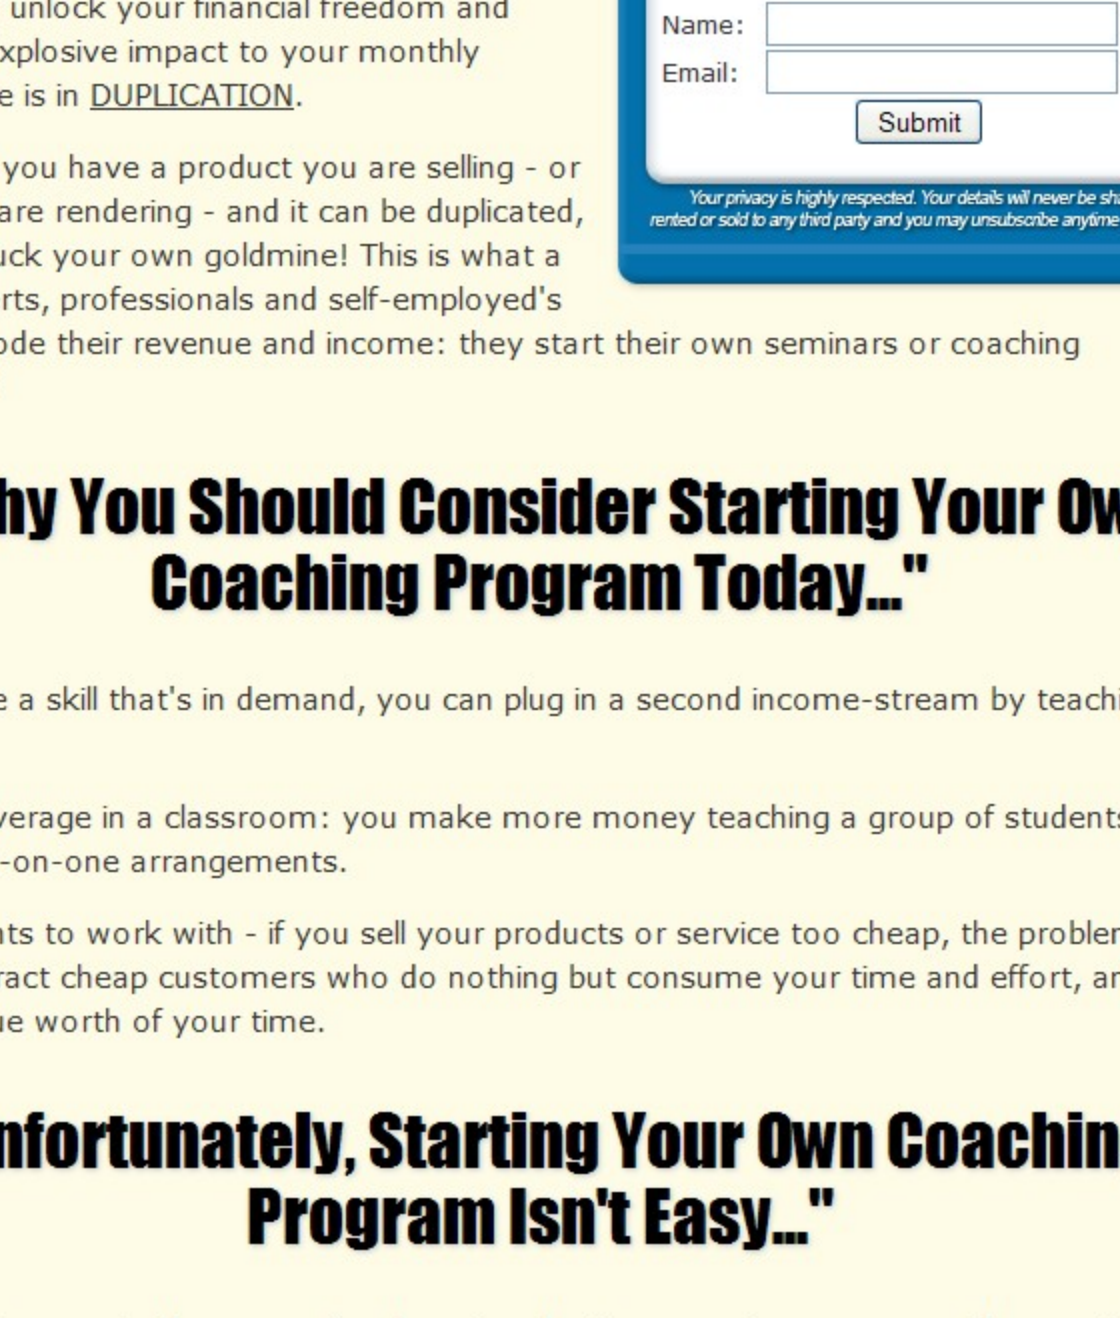 unlock your financial freedom and
xplosive impact to your monthly
e is in DUPLICATION.
Name:
Email:
Submit
Your privacy is highly respected. Your details will never be sha
rented or sold to any third party and you may unsubscribe anytime
you have a product you are selling - or
are rendering - and it can be duplicated,
uck your own goldmine! This is what a
rts, professionals and self-employed's
ode their revenue and income: they start their own seminars or coaching
hy You Should Consider Starting Your Ow
Coaching Program Today..."
e a skill that's in demand, you can plug in a second income-stream by teachi
verage in a classroom: you make more money teaching a group of students
-on-one arrangements.
nts to work with - if you sell your products or service too cheap, the problem
ract cheap customers who do nothing but consume your time and effort, an
ue worth of your time.
nfortunately, Starting Your Own Coachin
Program Isn't Easy..."